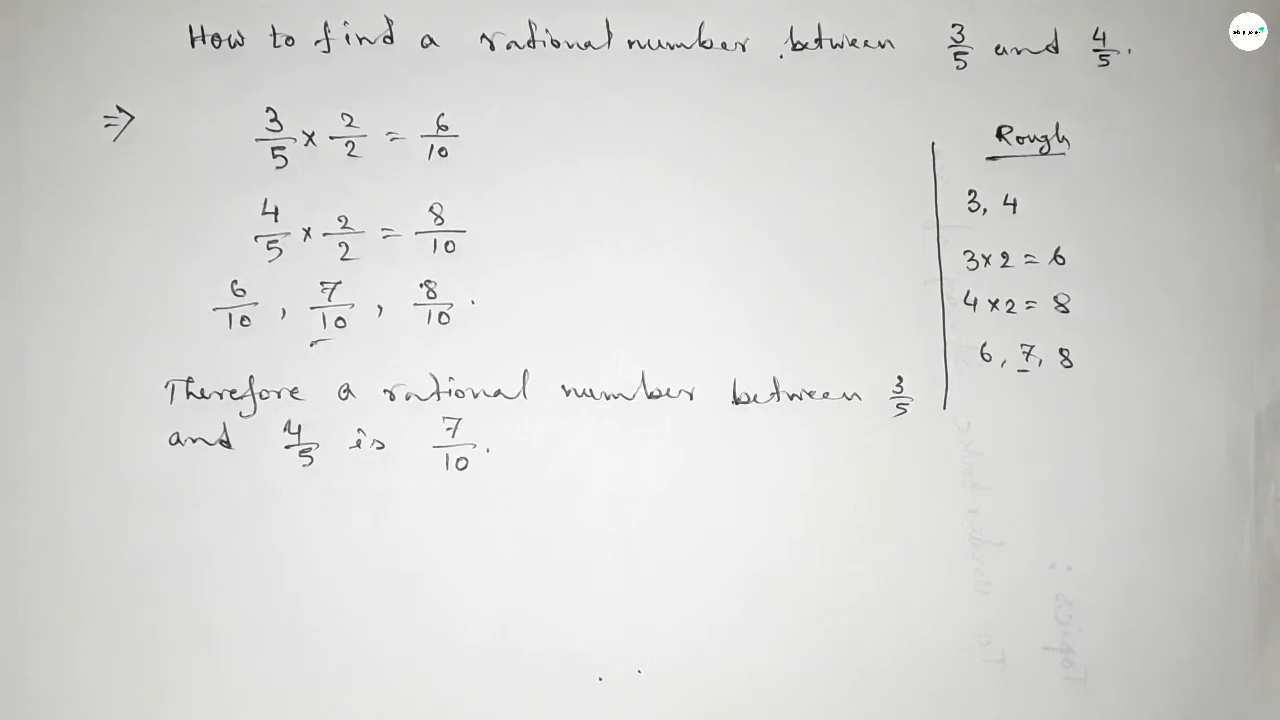 How to find a rational number between 3/5 and 4/5.
⇒ 3/5 × 2/2 = 6/10
4/5 × 2/2 = 8/10
6/10, 7/10, 8/10.
Therefore a rational number between 3/5
and 4/5 is 7/10.
Rough
3, 4
3×2 = 6
4×2 = 8
6, 7, 8